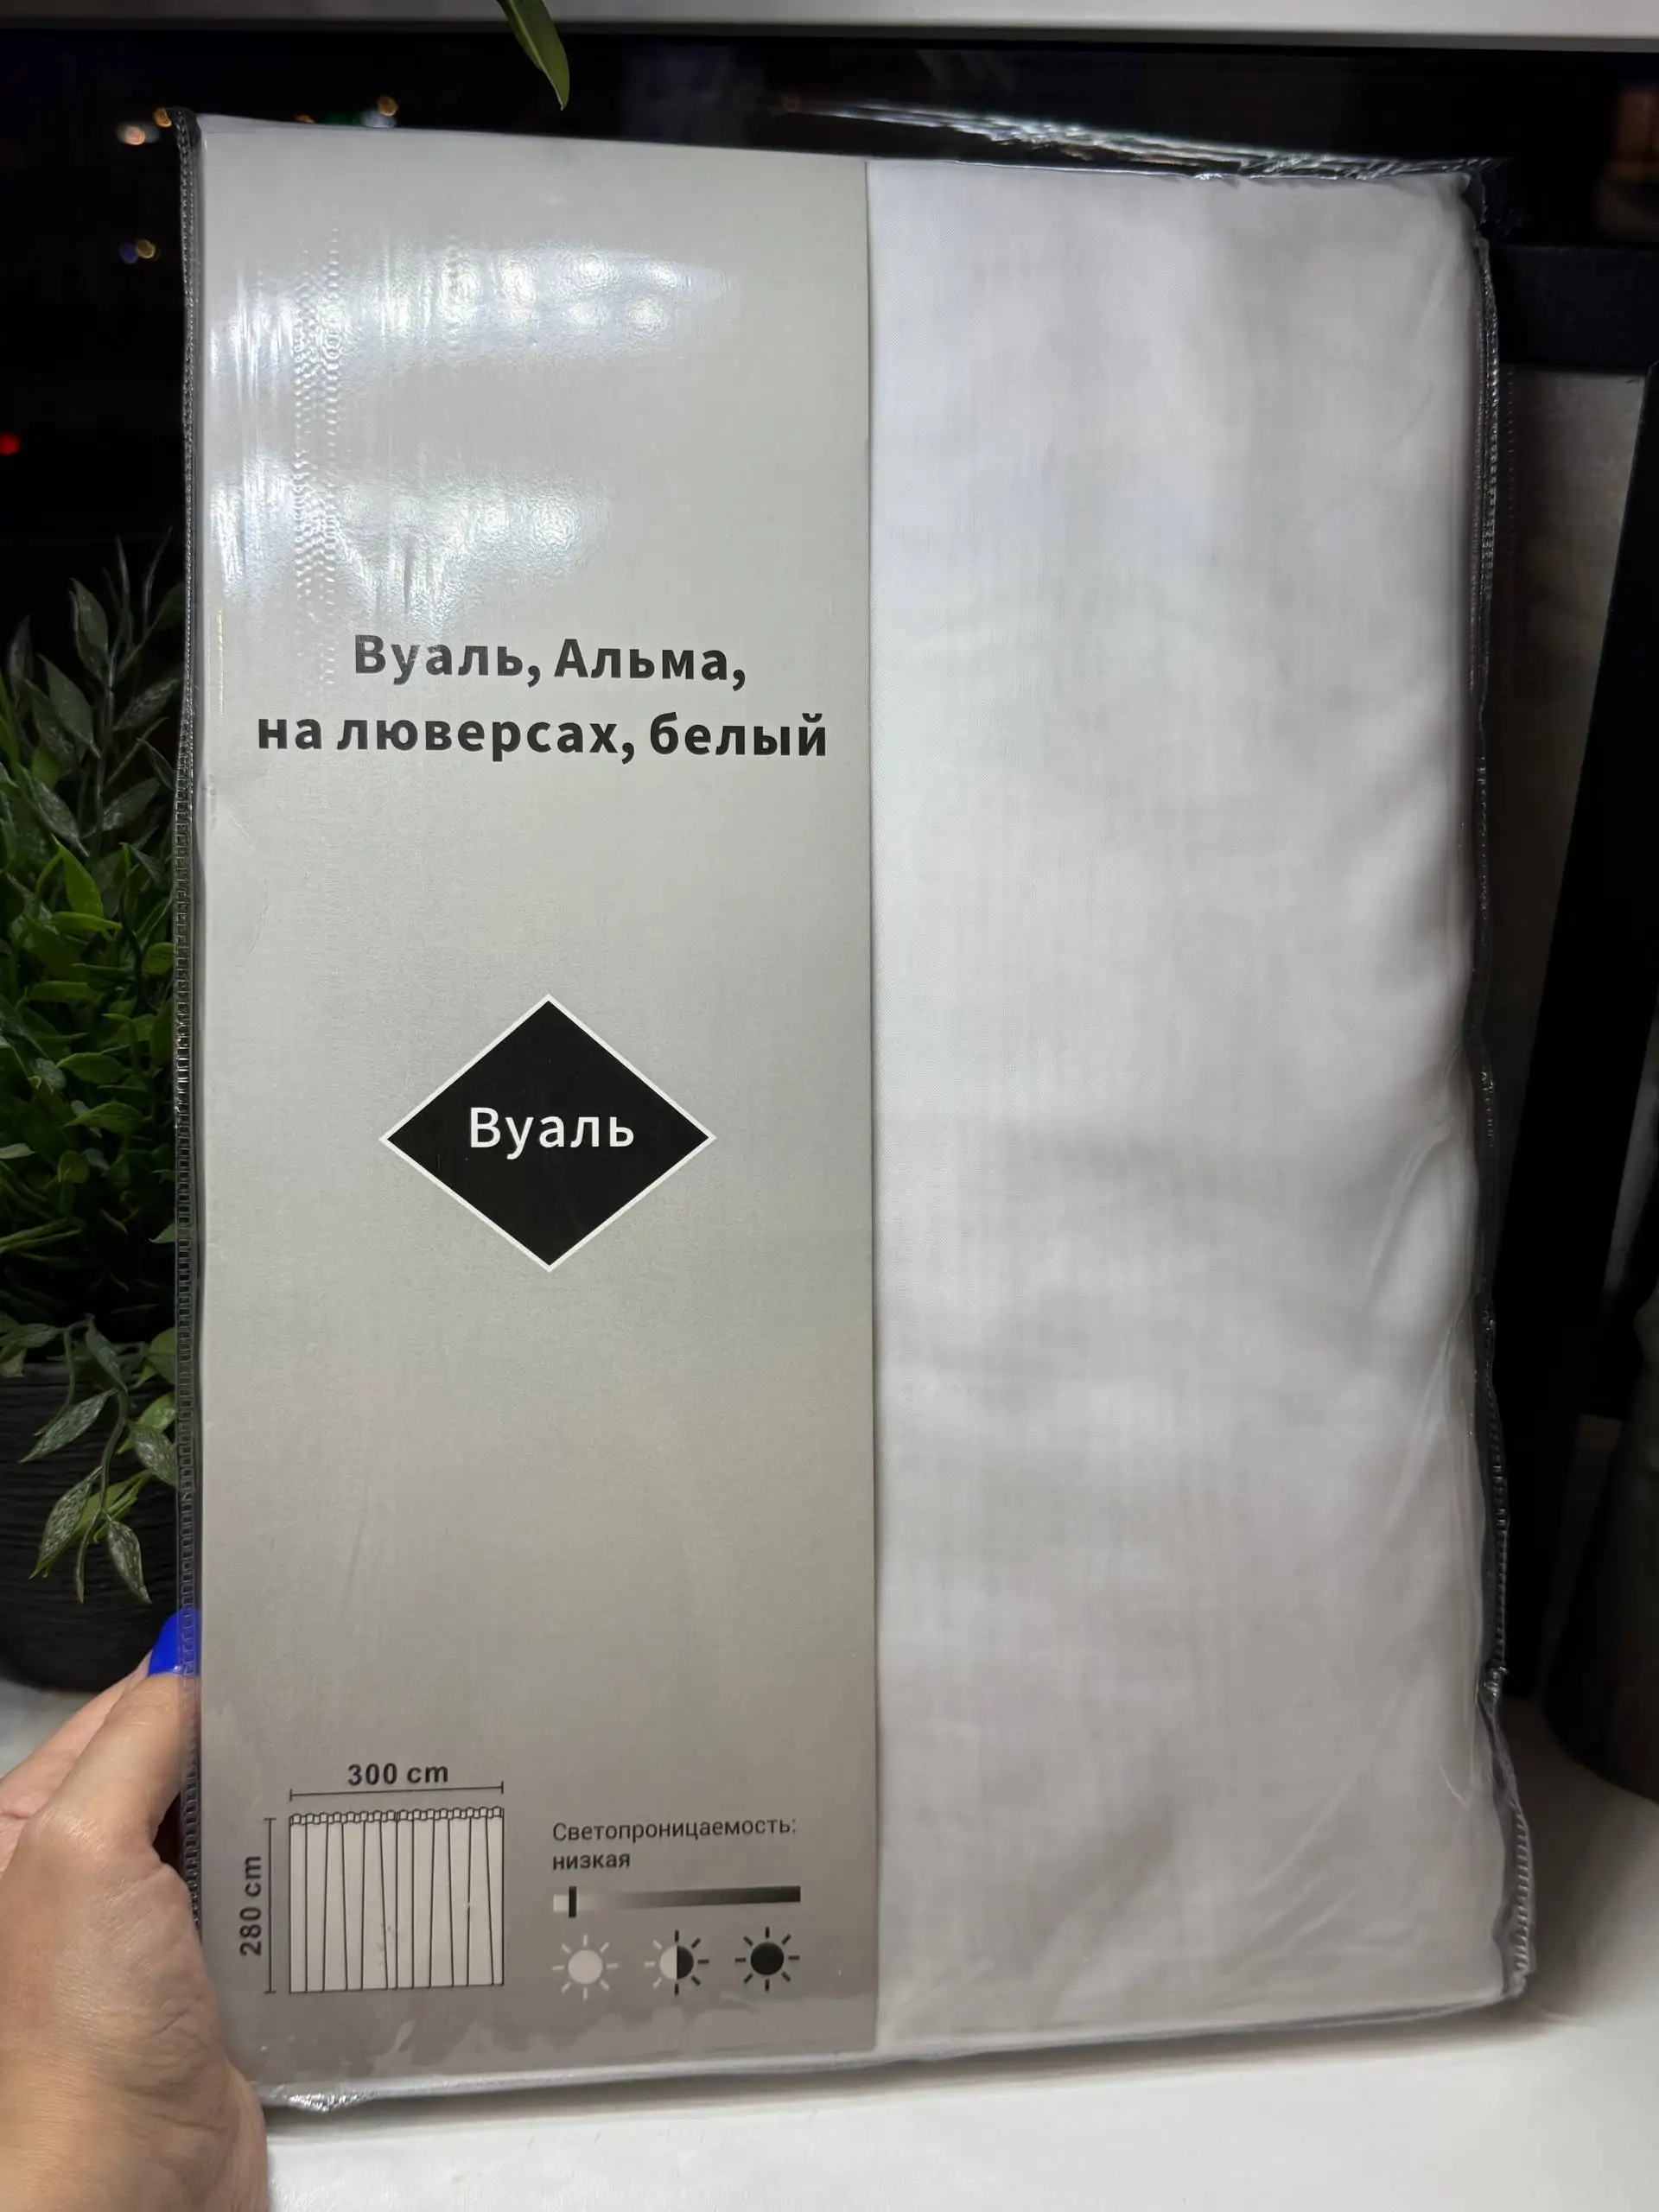 Вуаль, Альма,
на люверсах, белый
Вуаль
300 cm
280 cm
Светопроницаемость:
низкая